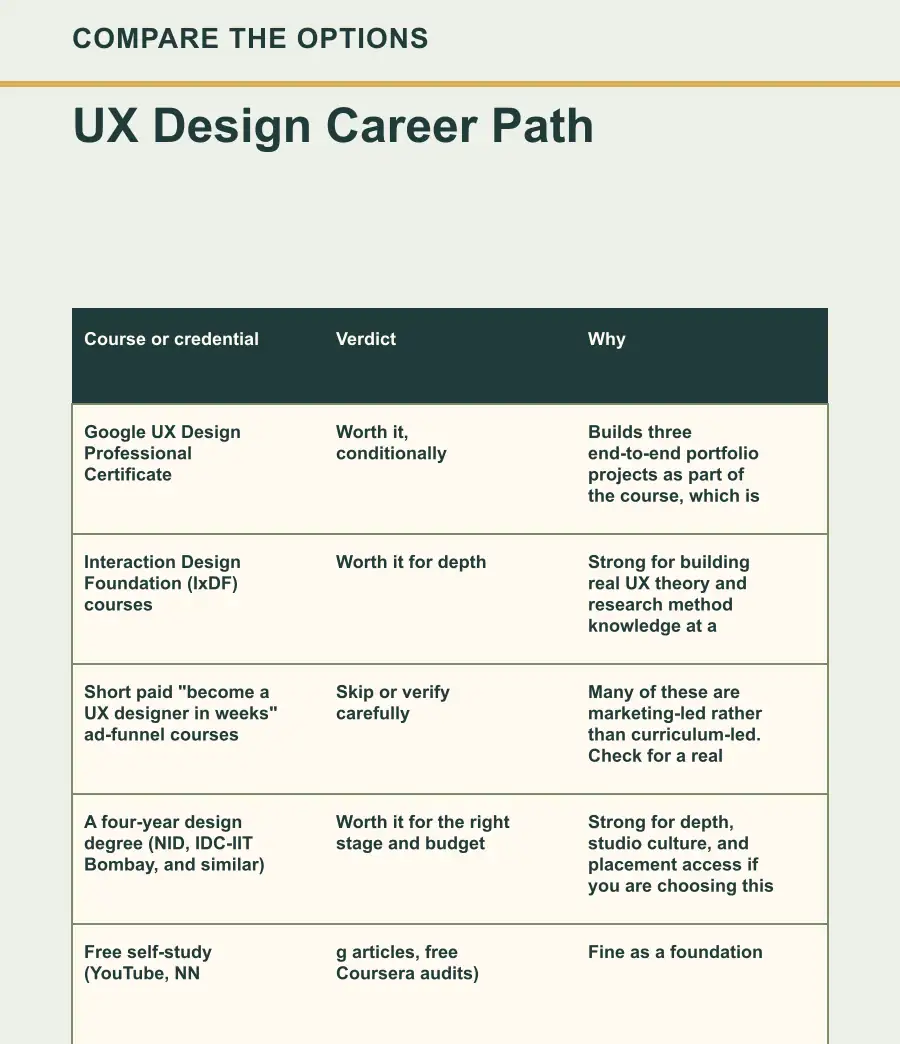 COMPARE THE OPTIONS
UX Design Career Path
Course or credential
Verdict
Why
Google UX Design
Professional
Certificate
Worth it,
conditionally
Builds three
end-to-end portfolio
projects as part of
the course, which is
Interaction Design
Foundation (IxDF)
courses
Worth it for depth
Strong for building
real UX theory and
research method
knowledge at a
Short paid "become a
UX designer in weeks"
ad-funnel courses
Skip or verify
carefully
Many of these are
marketing-led rather
than curriculum-led.
Check for a real
A four-year design
degree (NID, IDC-IIT
Bombay, and similar)
Worth it for the right
stage and budget
Strong for depth,
studio culture, and
placement access if
you are choosing this
Free self-study
(YouTube, NN
g articles, free
Coursera audits)
Fine as a foundation